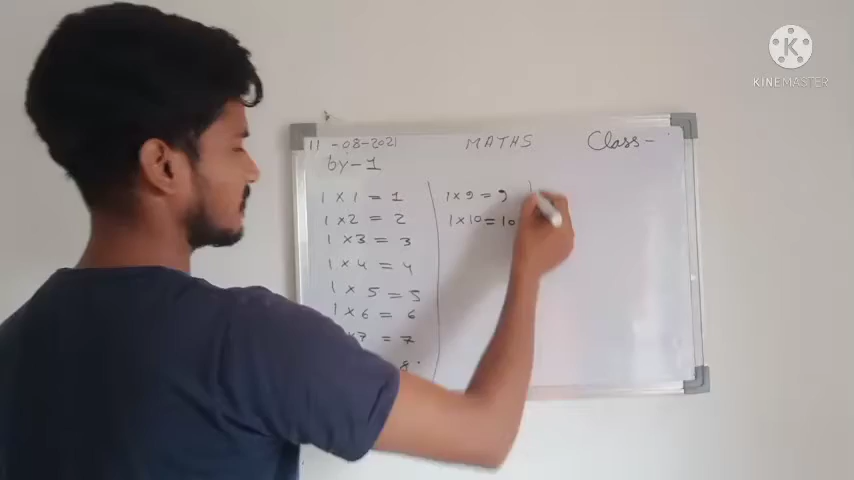 11-08-2021 MATHS Class-
by-1
1 x 1 = 1
1 x 2 = 2
1 x 3 = 3
1 x 4 = 4
1 x 5 = 5
1 x 6 = 6
x 7 = 7
8
1 x 9 = 9
1 x 10 = 10
K
KINEMASTER